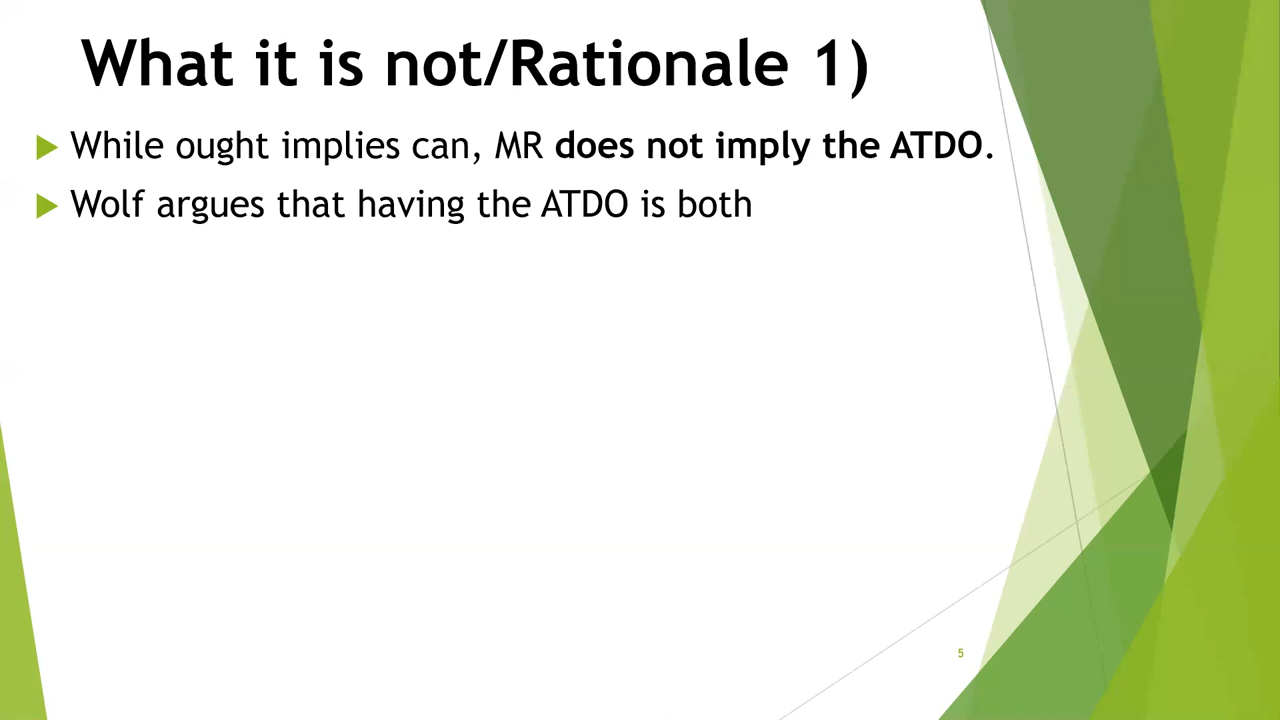 What it is not/Rationale 1)
While ought implies can, MR does not imply the ATDO.
Wolf argues that having the ATDO is both
5